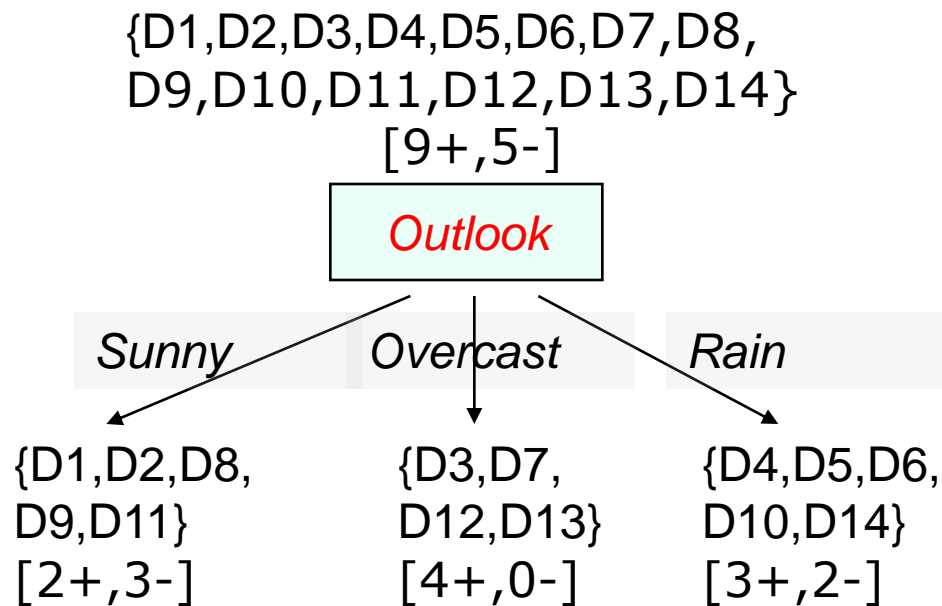 {D1,D2,D3,D4,D5,D6,D7,D8,
D9,D10,D11,D12,D13,D14}
[9+,5-]
Outlook
Sunny
Overcast
Rain
{D1,D2,D8,
D9,D11}
[2+,3-]
{D3,D7,
D12,D13}
[4+,0-]
{D4,D5,D6,
D10,D14}
[3+,2-]